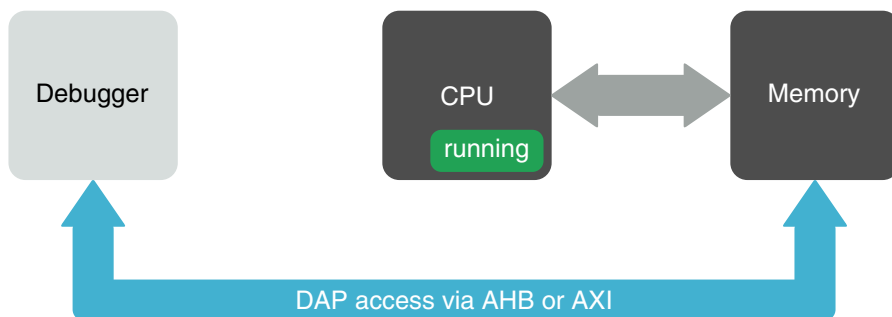 Debugger
CPU
running
Memory
DAP access via AHB or AXI